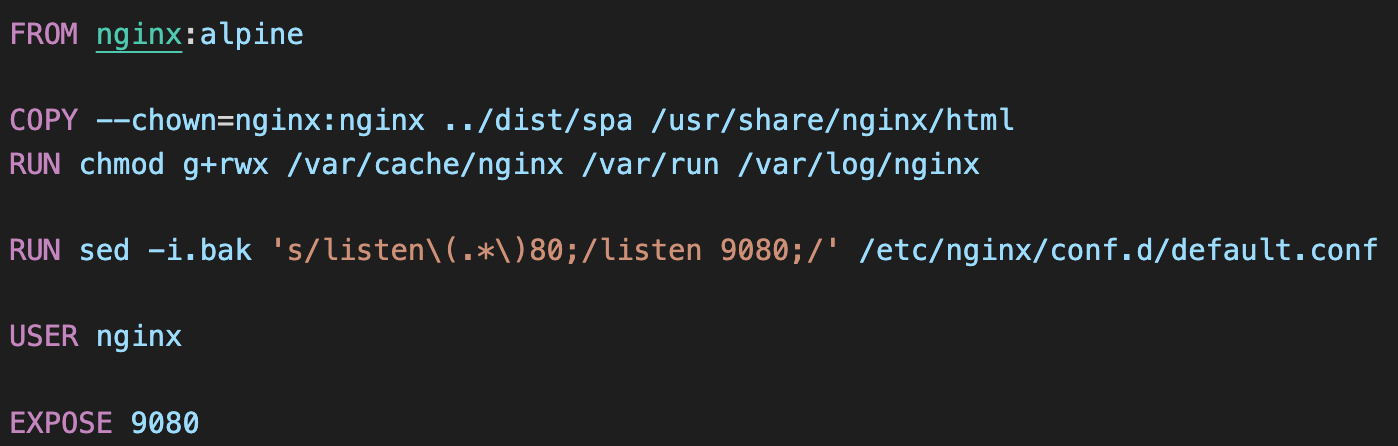 FROM nginx:alpine
COPY --chown=nginx:nginx ../dist/spa /usr/share/nginx/html
RUN chmod g+rwx /var/cache/nginx /var/run /var/log/nginx
RUN sed -i.bak 's/listen\(.*\)80;/listen 9080;/' /etc/nginx/conf.d/default.conf
USER nginx
EXPOSE 9080